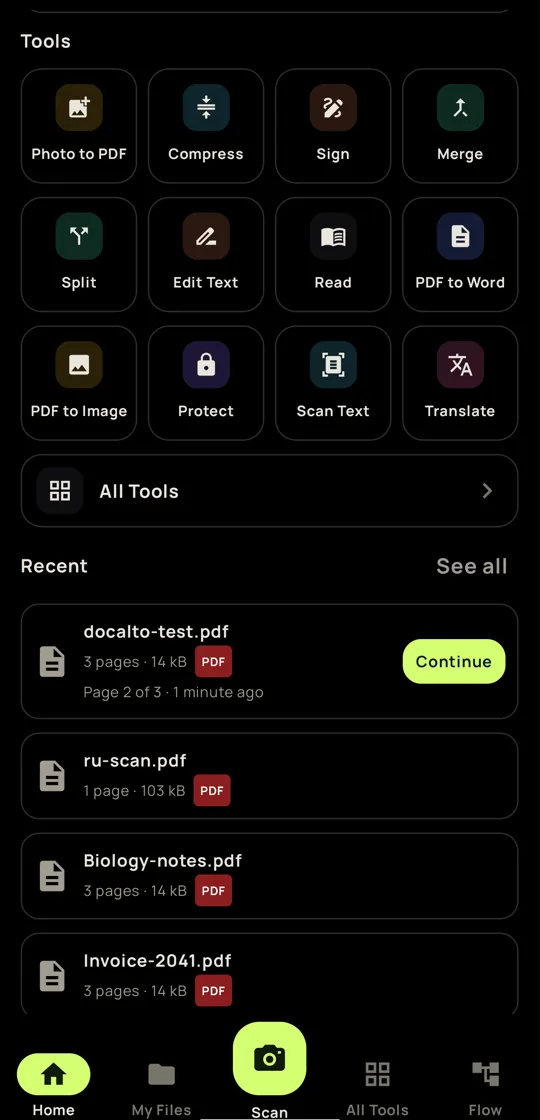 Tools
Photo to PDF
Compress
Sign
Merge
Split
Edit Text
Read
PDF to Word
PDF to Image
Protect
Scan Text
Translate
All Tools
Recent
See all
docalto-test.pdf
3 pages · 14 kB PDF
Page 2 of 3 · 1 minute ago
Continue
ru-scan.pdf
1 page · 103 kB PDF
Biology-notes.pdf
3 pages · 14 kB PDF
Invoice-2041.pdf
3 pages · 14 kB PDF
Home
My Files
Scan
All Tools
Flow